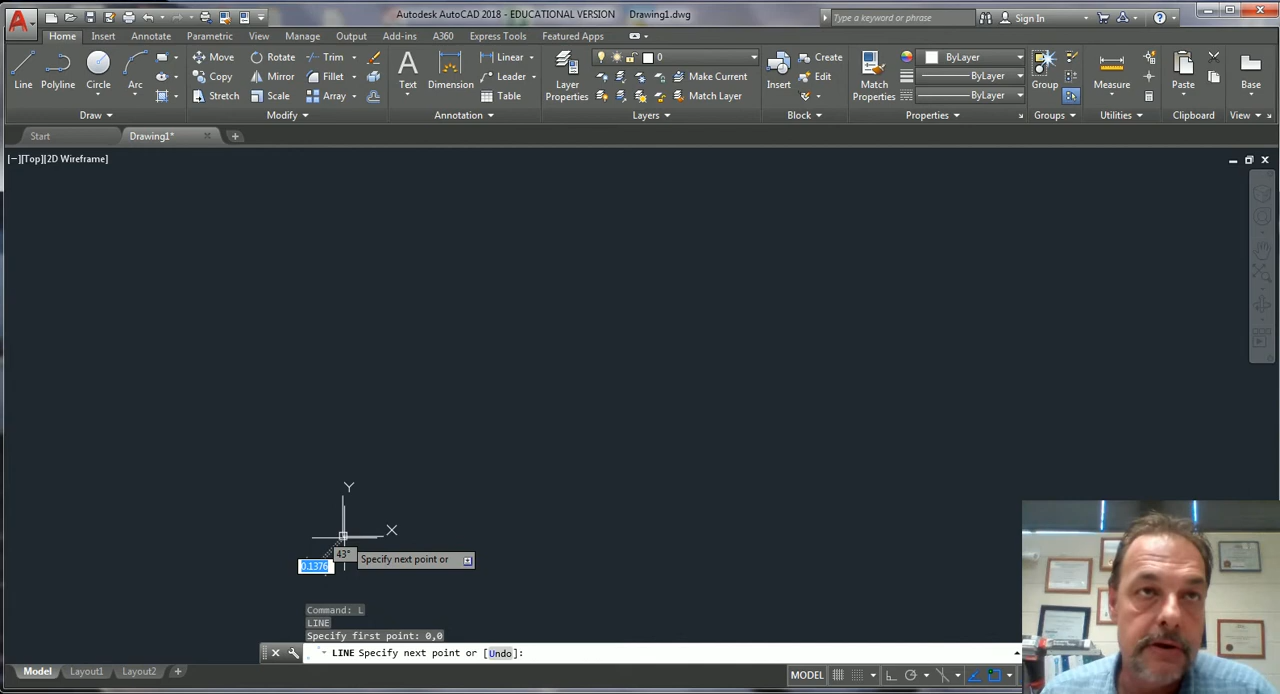 Autodesk AutoCAD 2018 - EDUCATIONAL VERSION Drawing1.dwg
Type a keyword or phrase
Sign In
Home Insert Annotate Parametric View Manage Output Add-ins A360 Express Tools Featured Apps
Line Polyline Circle Arc
Move Rotate Trim
Copy Mirror Fillet
Stretch Scale Array
Text Dimension
Linear
Leader
Table
Layer
Properties
0
Make Current
Match Layer
Insert
Create
Edit
Match
Properties
ByLayer
ByLayer
ByLayer
Group
Measure
Paste
Base
Draw Modify Annotation Layers Block Properties Groups Utilities Clipboard View
Start Drawing1*
[−][Top][2D Wireframe]
Y
X
43°
Specify next point or
0.1376
Command: L
LINE
Specify first point: 0,0
LINE Specify next point or [Undo]:
Model Layout1 Layout2 +
MODEL